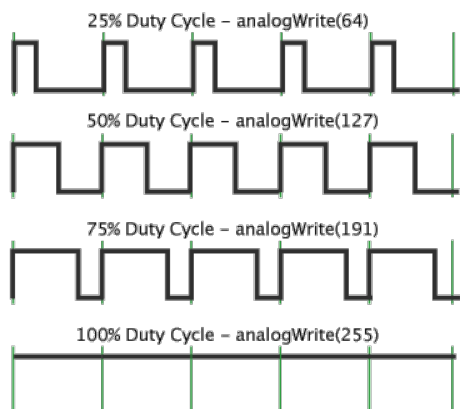 25% Duty Cycle – analogWrite(64)
50% Duty Cycle – analogWrite(127)
75% Duty Cycle – analogWrite(191)
100% Duty Cycle – analogWrite(255)